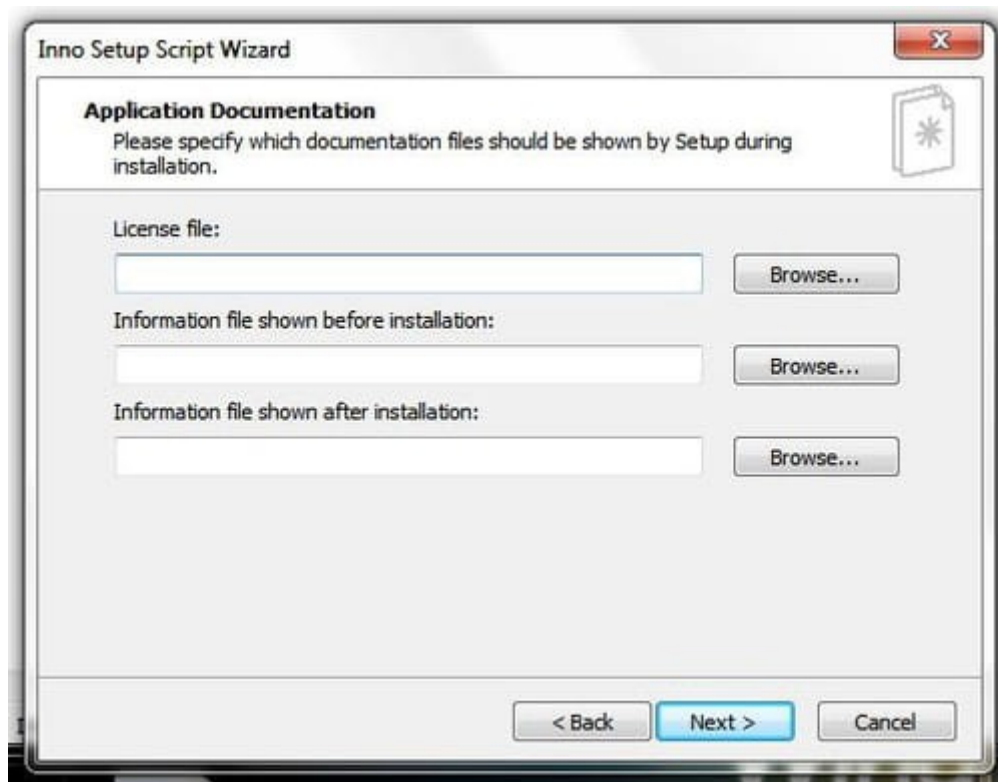 Inno Setup Script Wizard
Application Documentation
Please specify which documentation files should be shown by Setup during
installation.
License file:
Browse...
Information file shown before installation:
Browse...
Information file shown after installation:
Browse...
< Back
Next >
Cancel